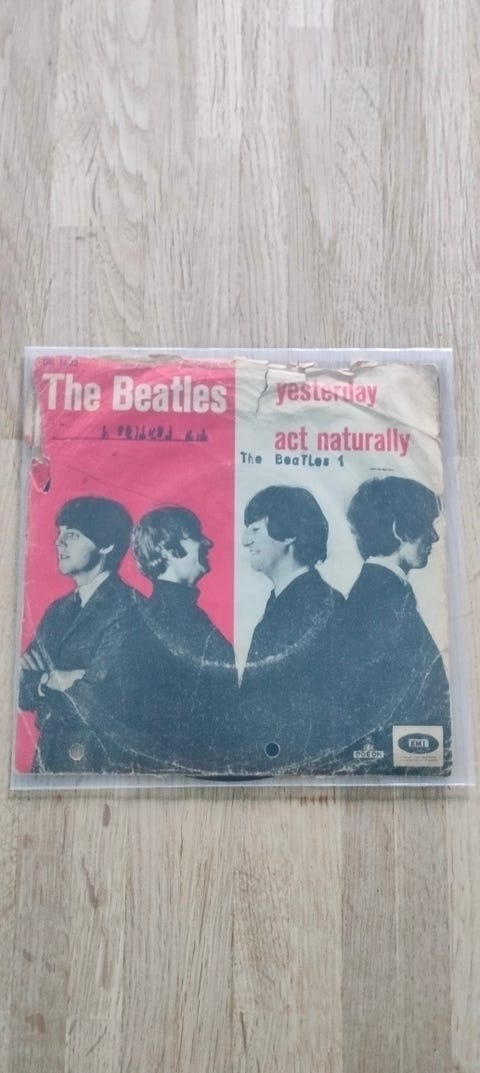 The Beatles
yesterday
act naturally
The BeaTLes 1
ODEON
EMI